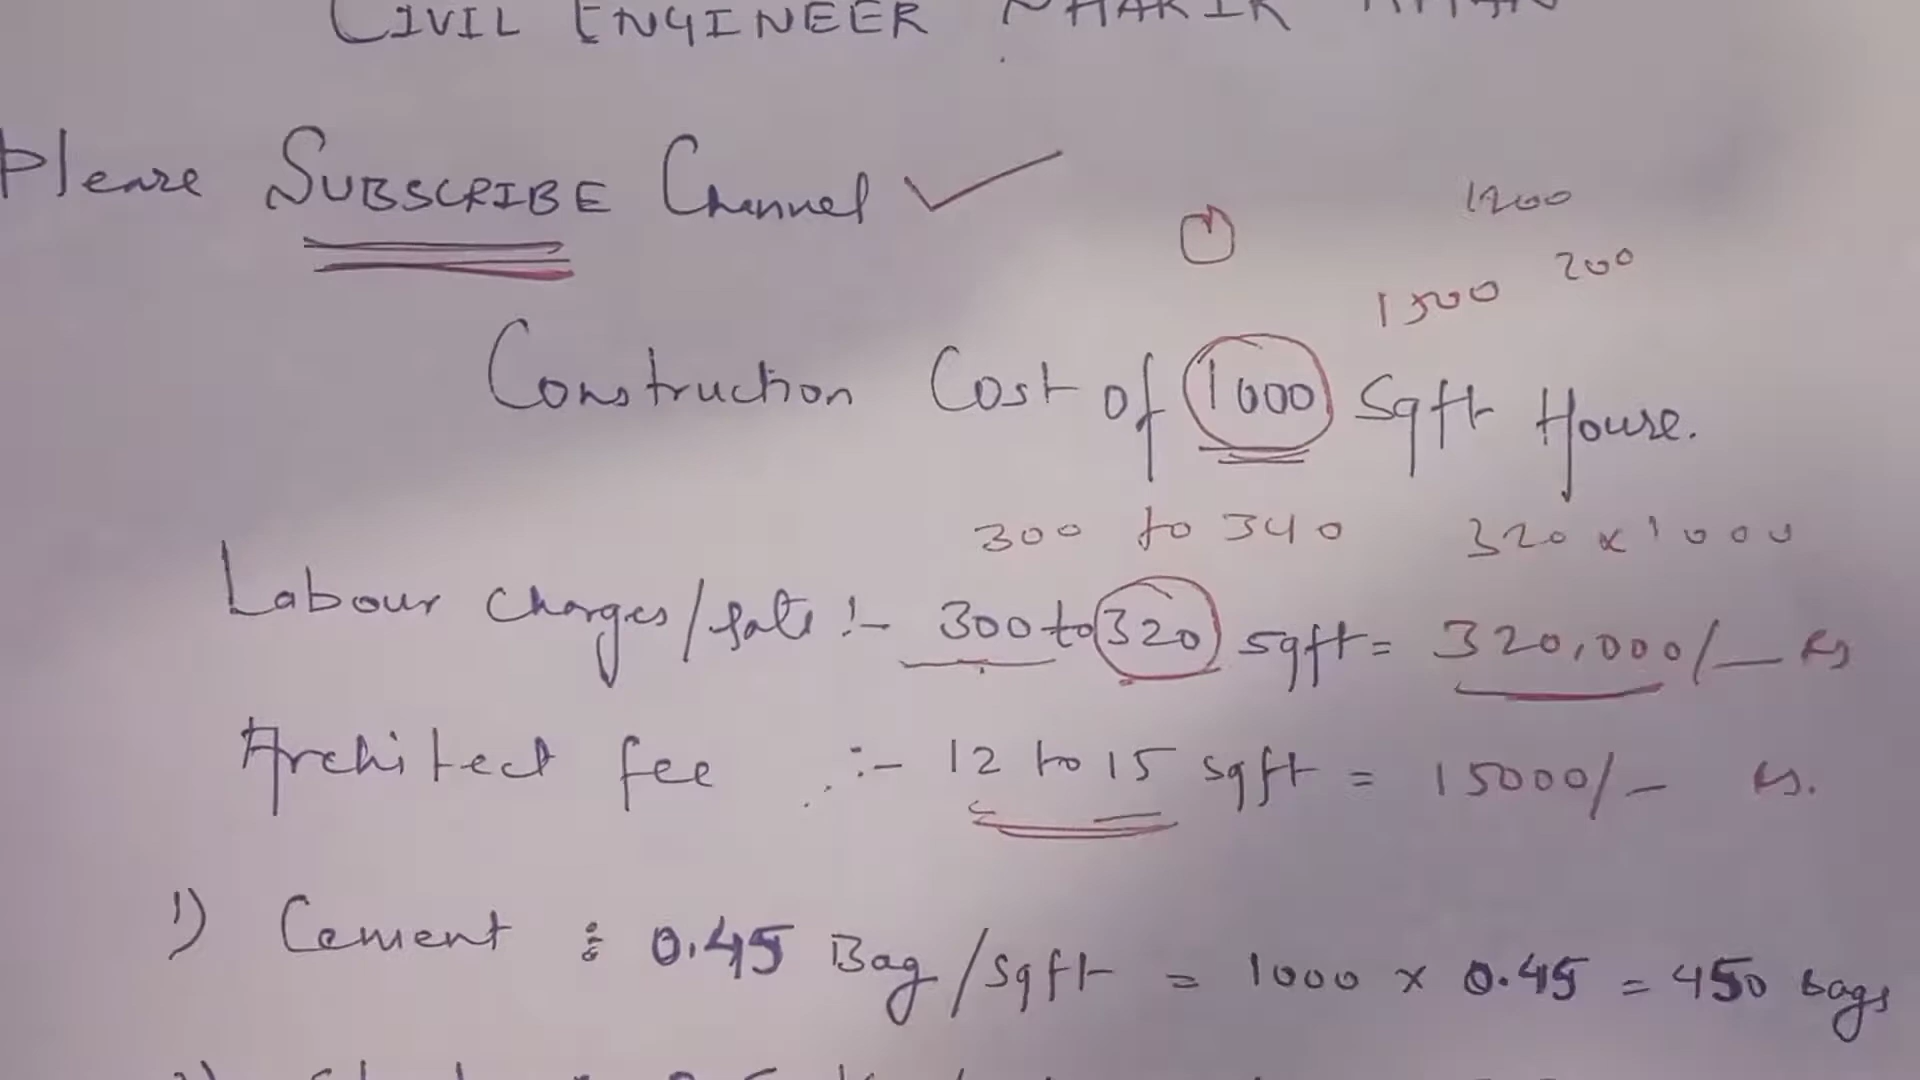 CIVIL ENGINEER
Please SUBSCRIBE Channel
1200
200
1500
Construction Cost of 1000 Sqft House.
300 to 340 320 x 1000
Labour charges/rate :- 300 to 320 sqft = 320,000/- Rs
Architect fee :- 12 to 15 sqft = 15000/- Rs.
1) Cement : 0.45 Bag/sqft = 1000 x 0.45 = 450 bags